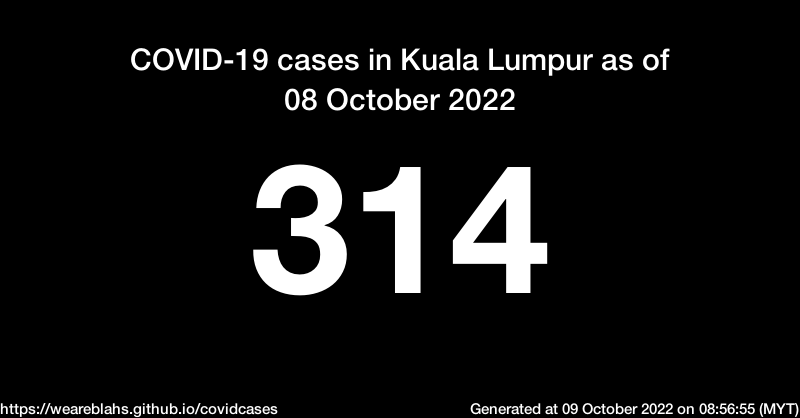 COVID-19 cases in Kuala Lumpur as of
08 October 2022
314
https://weareblahs.github.io/covidcases
Generated at 09 October 2022 on 08:56:55 (MYT)